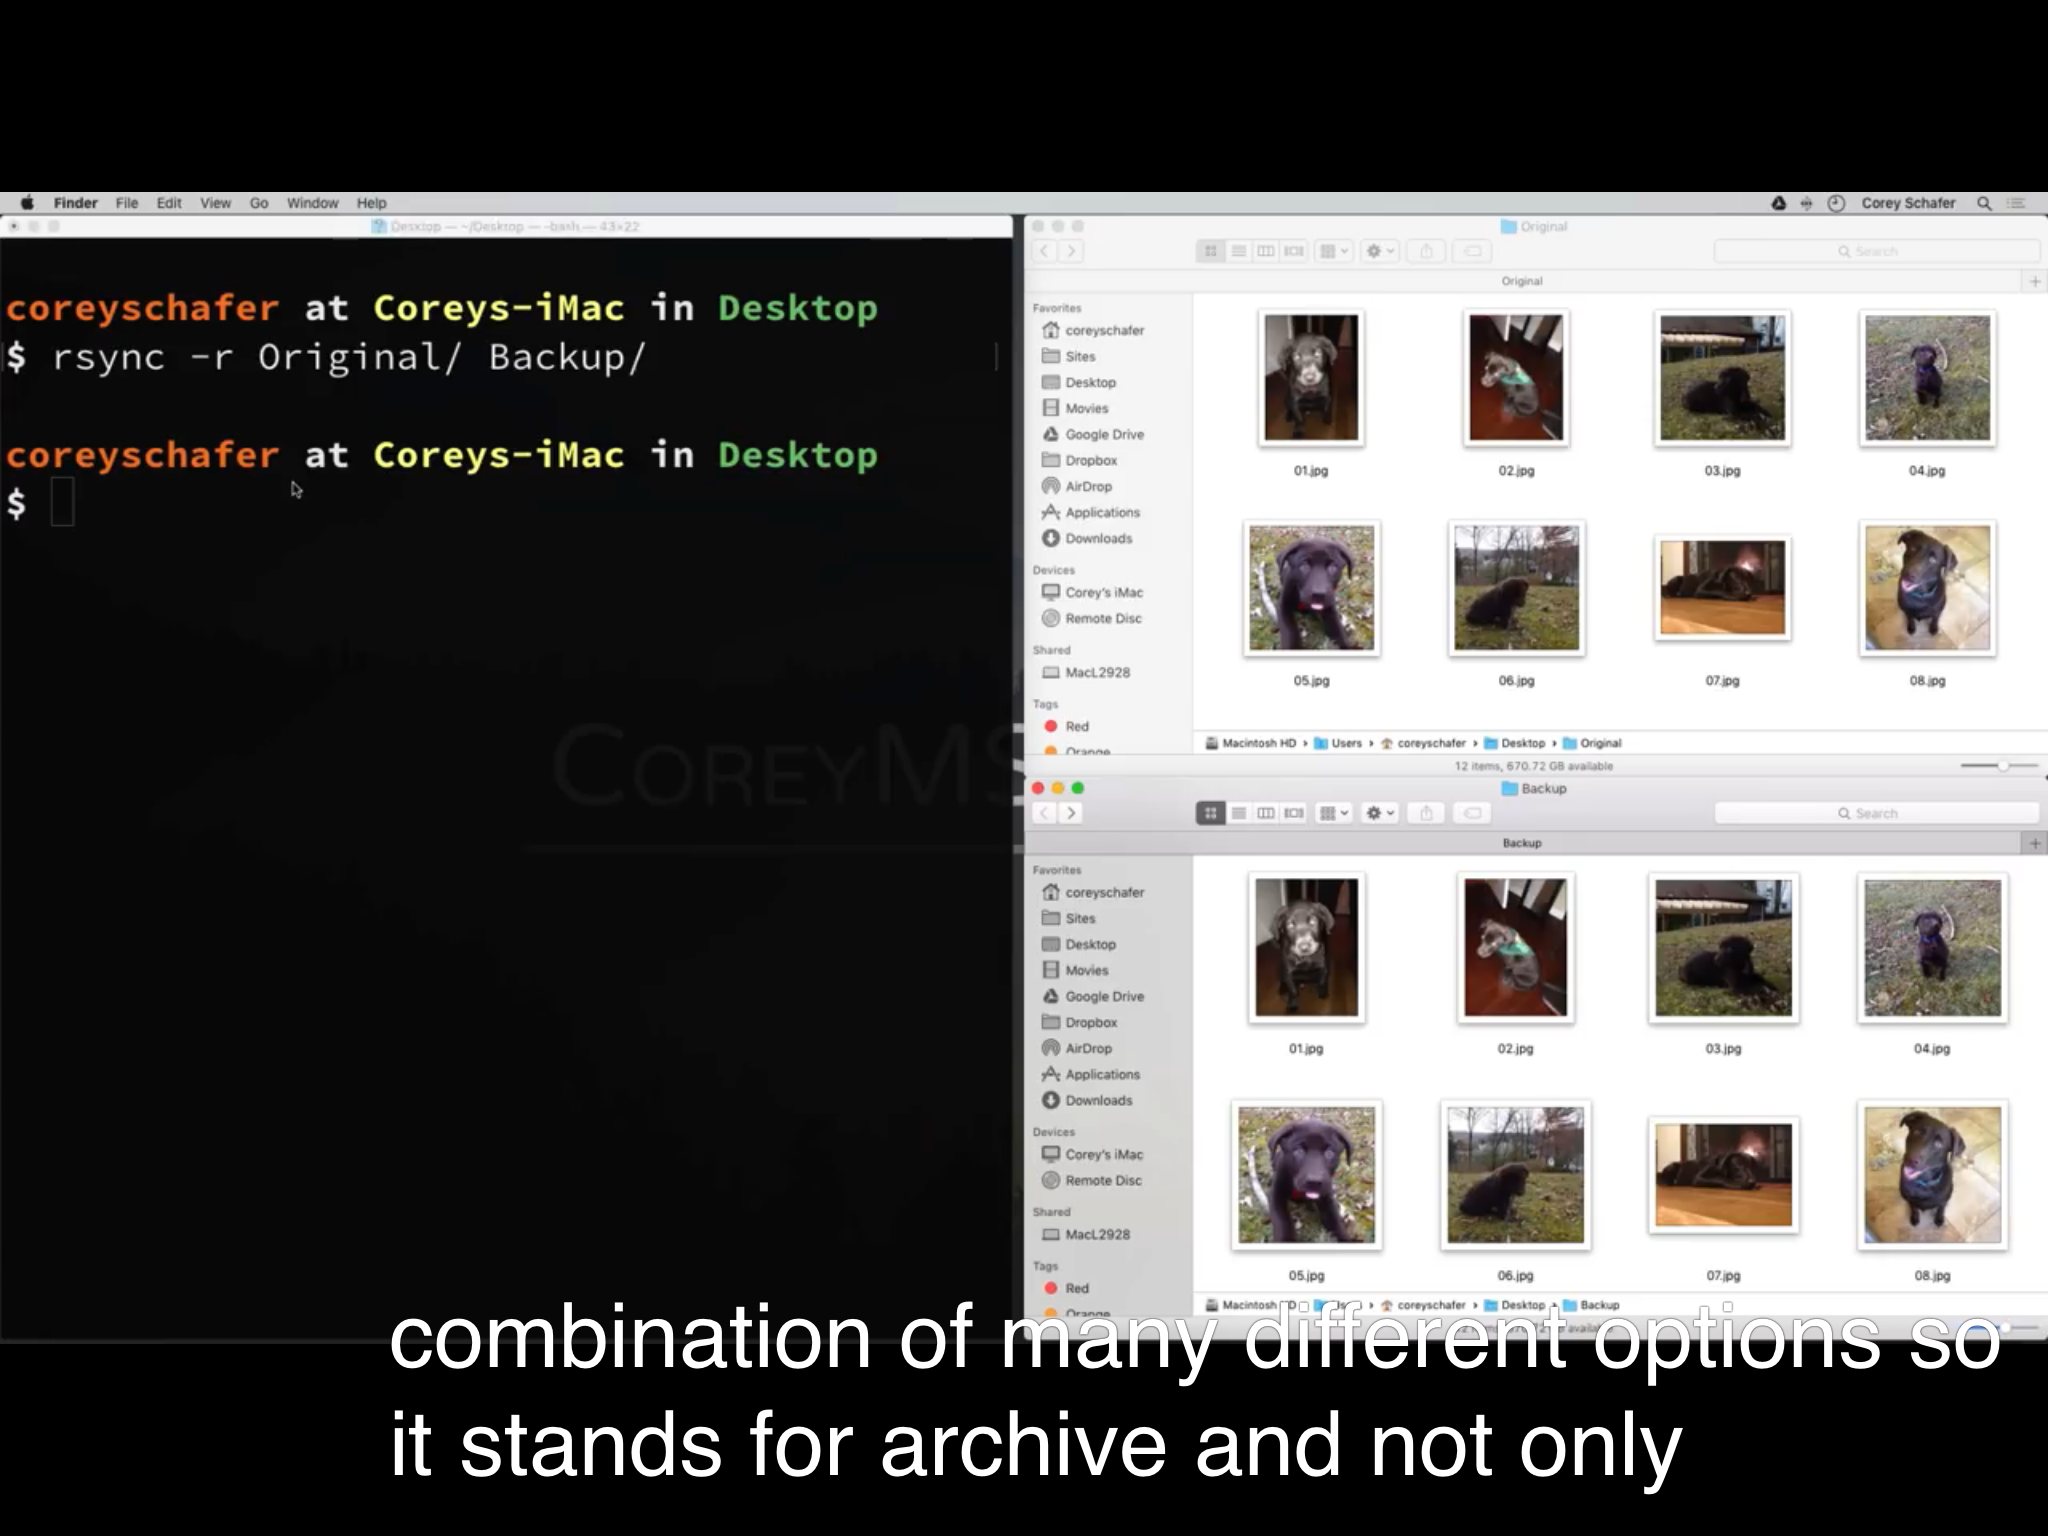 Finder File Edit View Go Window Help
Corey Schafer
Desktop — ~/Desktop — -bash — 43×22
coreyschafer at Coreys-iMac in Desktop
$ rsync -r Original/ Backup/
coreyschafer at Coreys-iMac in Desktop
$
COREYMS
Original
Search
Original
Favorites
coreyschafer
Sites
Desktop
Movies
Google Drive
Dropbox
AirDrop
Applications
Downloads
Devices
Corey's iMac
Remote Disc
Shared
MacL2928
Tags
Red
Orange
01.jpg 02.jpg 03.jpg 04.jpg
05.jpg 06.jpg 07.jpg 08.jpg
Macintosh HD › Users › coreyschafer › Desktop › Original
12 items, 670.72 GB available
Backup
Search
Backup
Favorites
coreyschafer
Sites
Desktop
Movies
Google Drive
Dropbox
AirDrop
Applications
Downloads
Devices
Corey's iMac
Remote Disc
Shared
MacL2928
Tags
Red
Orange
01.jpg 02.jpg 03.jpg 04.jpg
05.jpg 06.jpg 07.jpg 08.jpg
Macintosh › coreyschafer › Desktop › Backup
combination of many different options so
it stands for archive and not only